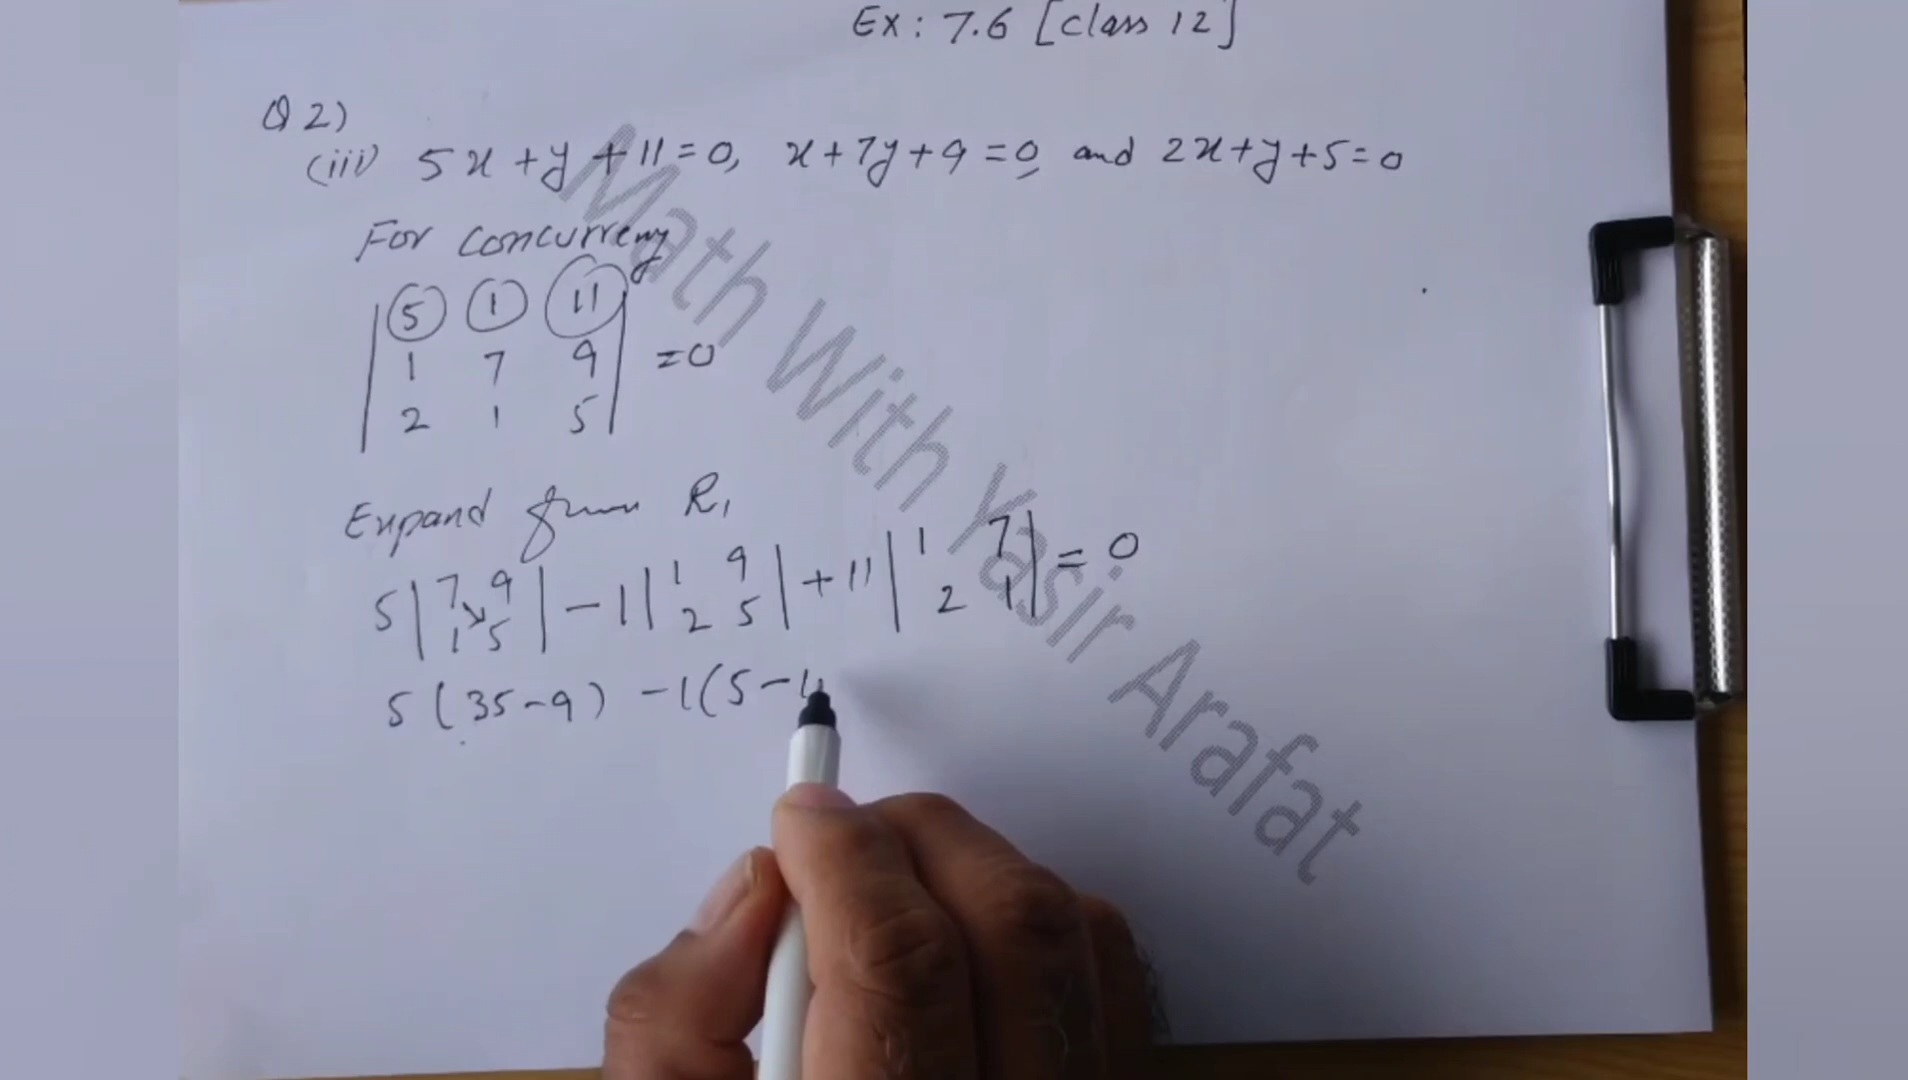 Ex: 7.6 [Class 12]
Q 2)
(iii) 5x + y + 11 = 0, x + 7y + 9 = 0, and 2x + y + 5 = 0
For concurrency
| 5 1 11 |
| 1 7 9 | = 0
| 2 1 5 |
Expand from R₁
5 | 7 9 | - 1 | 1 9 | + 11 | 1 7 | = 0
| 1 5 | | 2 5 | | 2 1 |
5 (35 - 9) - 1 (5 - 1
Math With Yasir Arafat